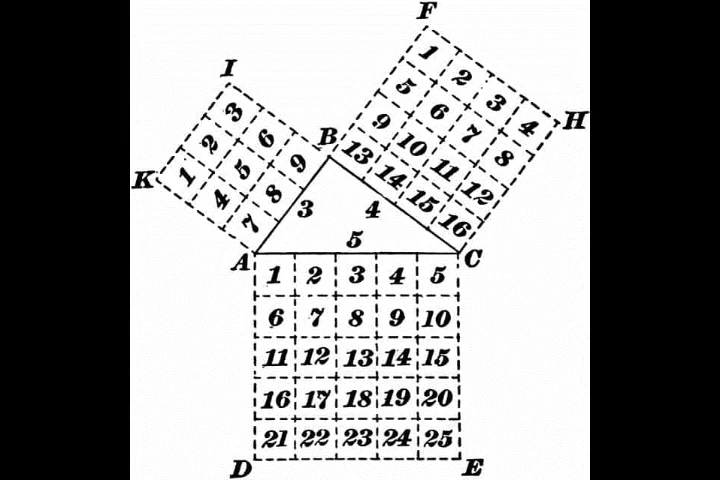 F
1 2 3 4
5 6 7 8
9 10 11 12
13 14 15 16
H
I
3 6 9
2 5 8
1 4 7
K
B
3 4
5
A C
1 2 3 4 5
6 7 8 9 10
11 12 13 14 15
16 17 18 19 20
21 22 23 24 25
D E